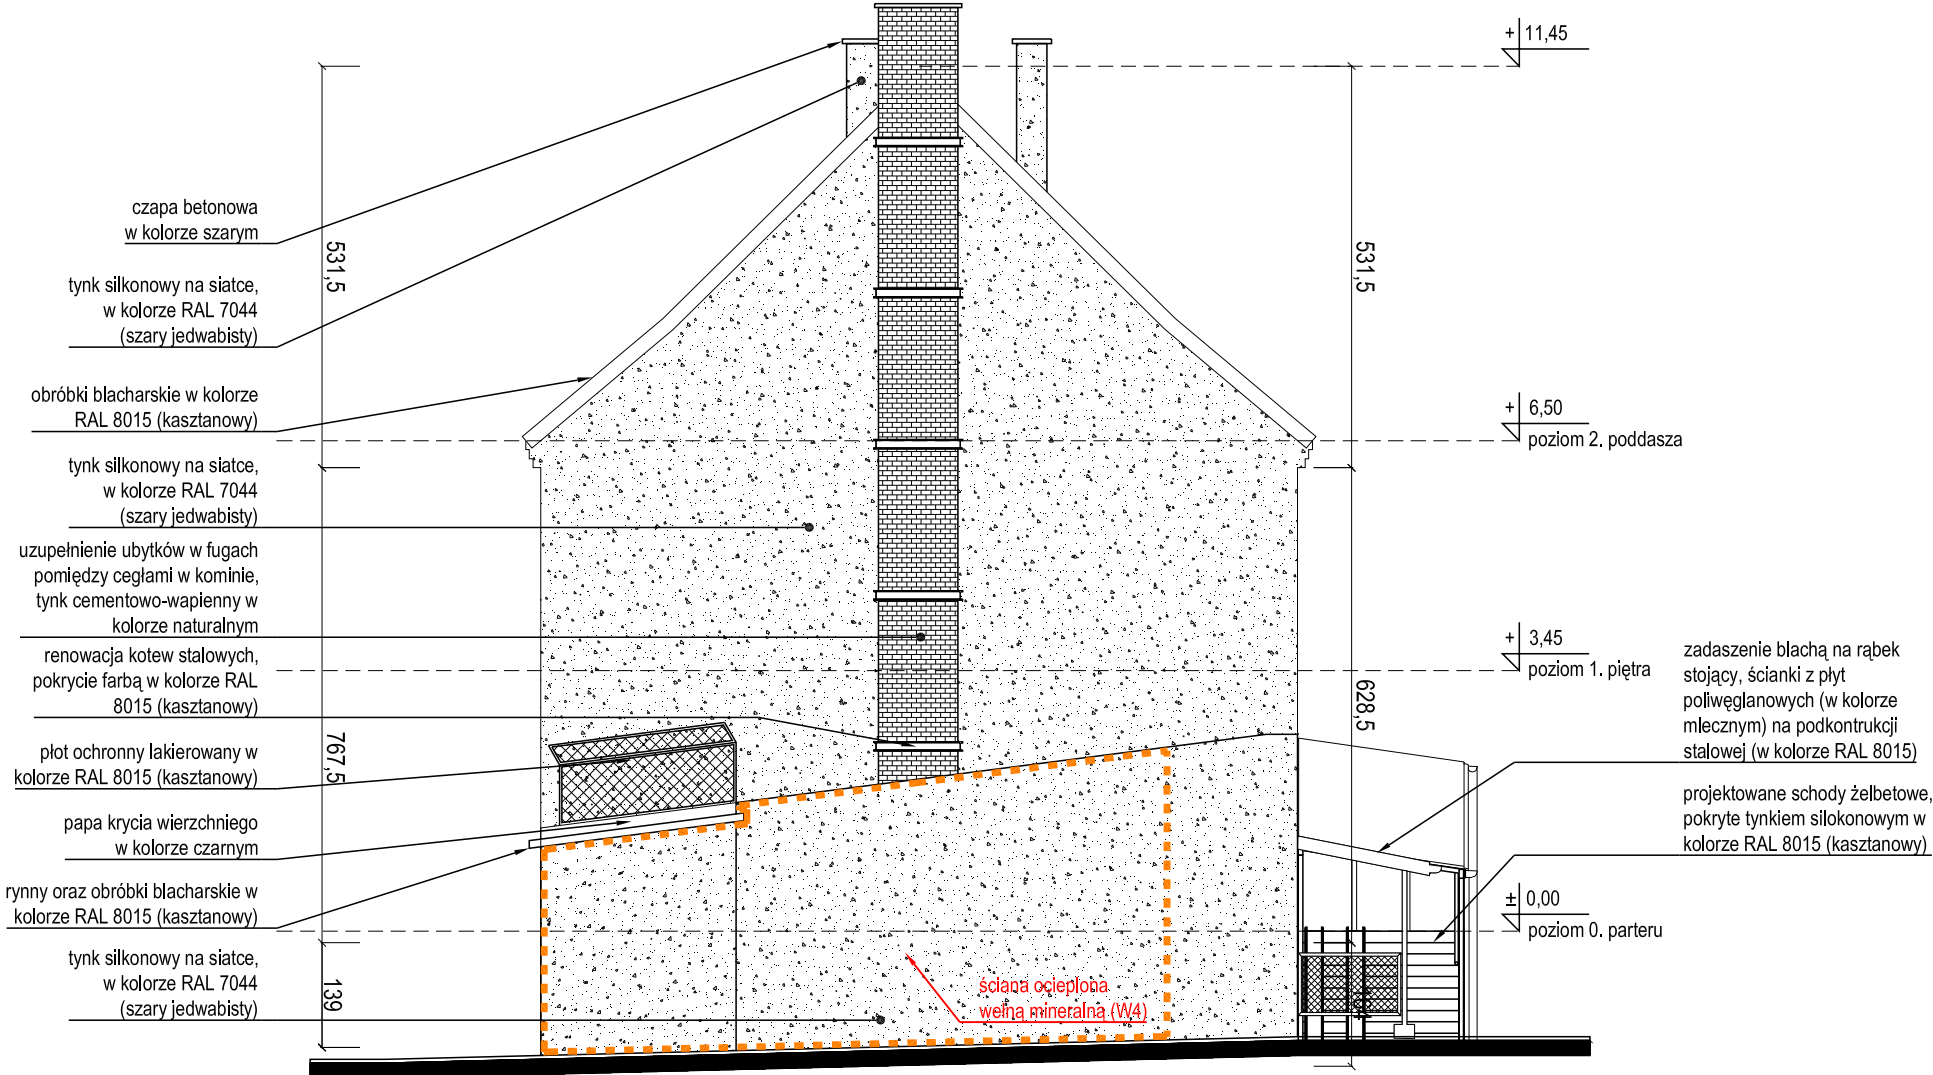 czapa betonowa
w kolorze szarym
tynk silkonowy na siatce,
w kolorze RAL 7044
(szary jedwabisty)
obróbki blacharskie w kolorze
RAL 8015 (kasztanowy)
tynk silkonowy na siatce,
w kolorze RAL 7044
(szary jedwabisty)
uzupełnienie ubytków w fugach
pomiędzy cegłami w kominie,
tynk cementowo-wapienny w
kolorze naturalnym
renowacja kotew stalowych,
pokrycie farbą w kolorze RAL
8015 (kasztanowy)
płot ochronny lakierowany w
kolorze RAL 8015 (kasztanowy)
papa krycia wierzchniego
w kolorze czarnym
rynny oraz obróbki blacharskie w
kolorze RAL 8015 (kasztanowy)
tynk silkonowy na siatce,
w kolorze RAL 7044
(szary jedwabisty)
531,5
767,5
139
ściana ocieplona
wełną mineralną (W4)
531,5
628,5
+ 11,45
+ 6,50
poziom 2. poddasza
+ 3,45
poziom 1. piętra
± 0,00
poziom 0. parteru
zadaszenie blachą na rąbek
stojący, ścianki z płyt
poliwęglanowych (w kolorze
mlecznym) na podkontrukcji
stalowej (w kolorze RAL 8015)
projektowane schody żelbetowe,
pokryte tynkiem silokonowym w
kolorze RAL 8015 (kasztanowy)